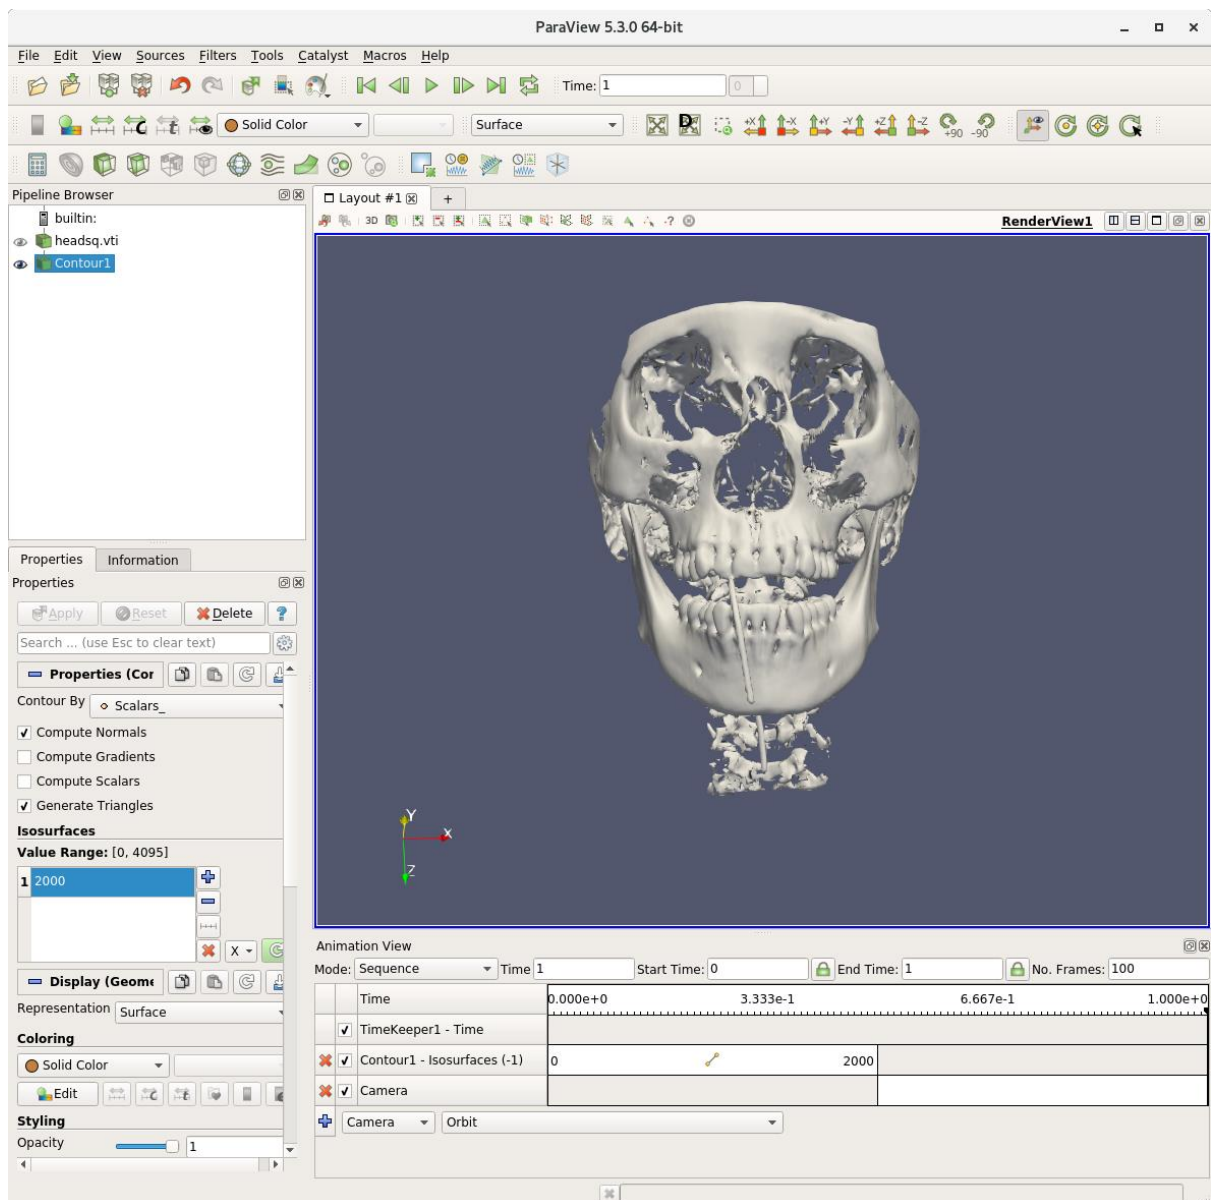 ParaView 5.3.0 64-bit
File Edit View Sources Filters Tools Catalyst Macros Help
Time: 1 0
Solid Color Surface +X -X +Y -Y +Z -Z +90 -90
Pipeline Browser
Layout #1 +
builtin:
3D ? RenderView1
headsq.vti
Contour1
Properties Information
Properties
Apply Reset Delete ?
Search ... (use Esc to clear text)
Properties (Cor
Contour By Scalars_
Compute Normals
Compute Gradients
Compute Scalars
Generate Triangles
Isosurfaces
Value Range: [0, 4095]
1 2000
X
Display (Geome
Representation Surface
Coloring
Solid Color
Edit
Styling
Opacity 1
Y
X
Z
Animation View
Mode: Sequence Time 1 Start Time: 0 End Time: 1 No. Frames: 100
Time 0.000e+0 3.333e-1 6.667e-1 1.000e+0
TimeKeeper1 - Time
Contour1 - Isosurfaces (-1) 0 2000
Camera
Camera Orbit